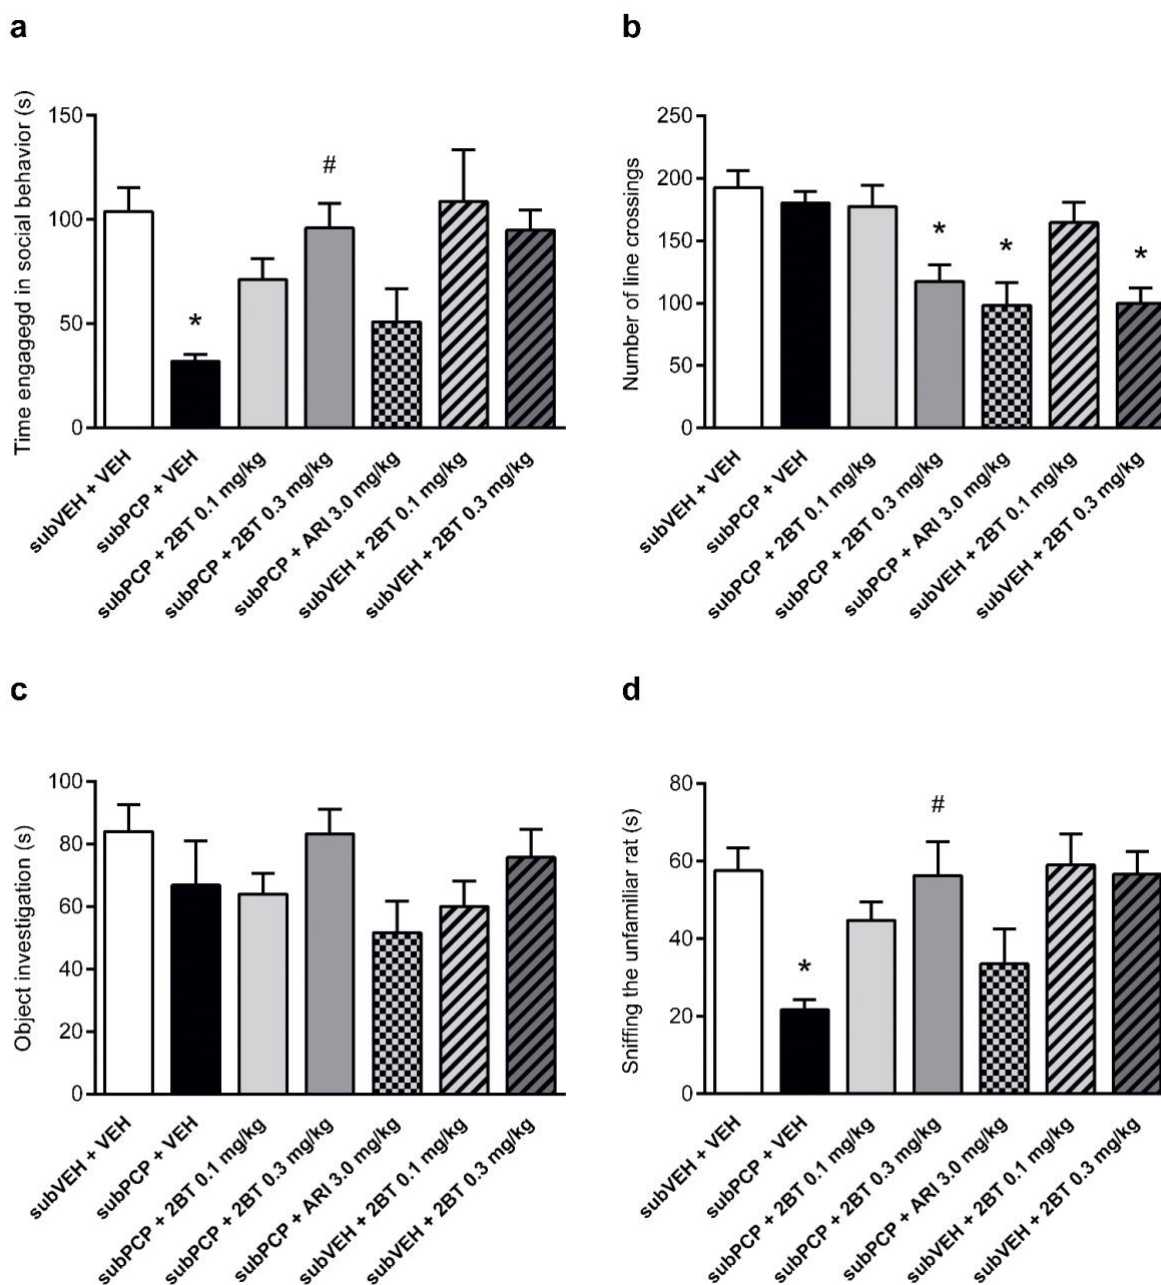 a
Time engagegd in social behavior (s)
150
100
50
0
*
#
subVEH + VEH
subPCP + VEH
subPCP + 2BT 0.1 mg/kg
subPCP + 2BT 0.3 mg/kg
subPCP + ARI 3.0 mg/kg
subVEH + 2BT 0.1 mg/kg
subVEH + 2BT 0.3 mg/kg
b
Number of line crossings
250
200
150
100
50
0
*
*
*
subVEH + VEH
subPCP + VEH
subPCP + 2BT 0.1 mg/kg
subPCP + 2BT 0.3 mg/kg
subPCP + ARI 3.0 mg/kg
subVEH + 2BT 0.1 mg/kg
subVEH + 2BT 0.3 mg/kg
c
Object investigation (s)
100
80
60
40
20
0
subVEH + VEH
subPCP + VEH
subPCP + 2BT 0.1 mg/kg
subPCP + 2BT 0.3 mg/kg
subPCP + ARI 3.0 mg/kg
subVEH + 2BT 0.1 mg/kg
subVEH + 2BT 0.3 mg/kg
d
Sniffing the unfamiliar rat (s)
80
60
40
20
0
*
#
subVEH + VEH
subPCP + VEH
subPCP + 2BT 0.1 mg/kg
subPCP + 2BT 0.3 mg/kg
subPCP + ARI 3.0 mg/kg
subVEH + 2BT 0.1 mg/kg
subVEH + 2BT 0.3 mg/kg